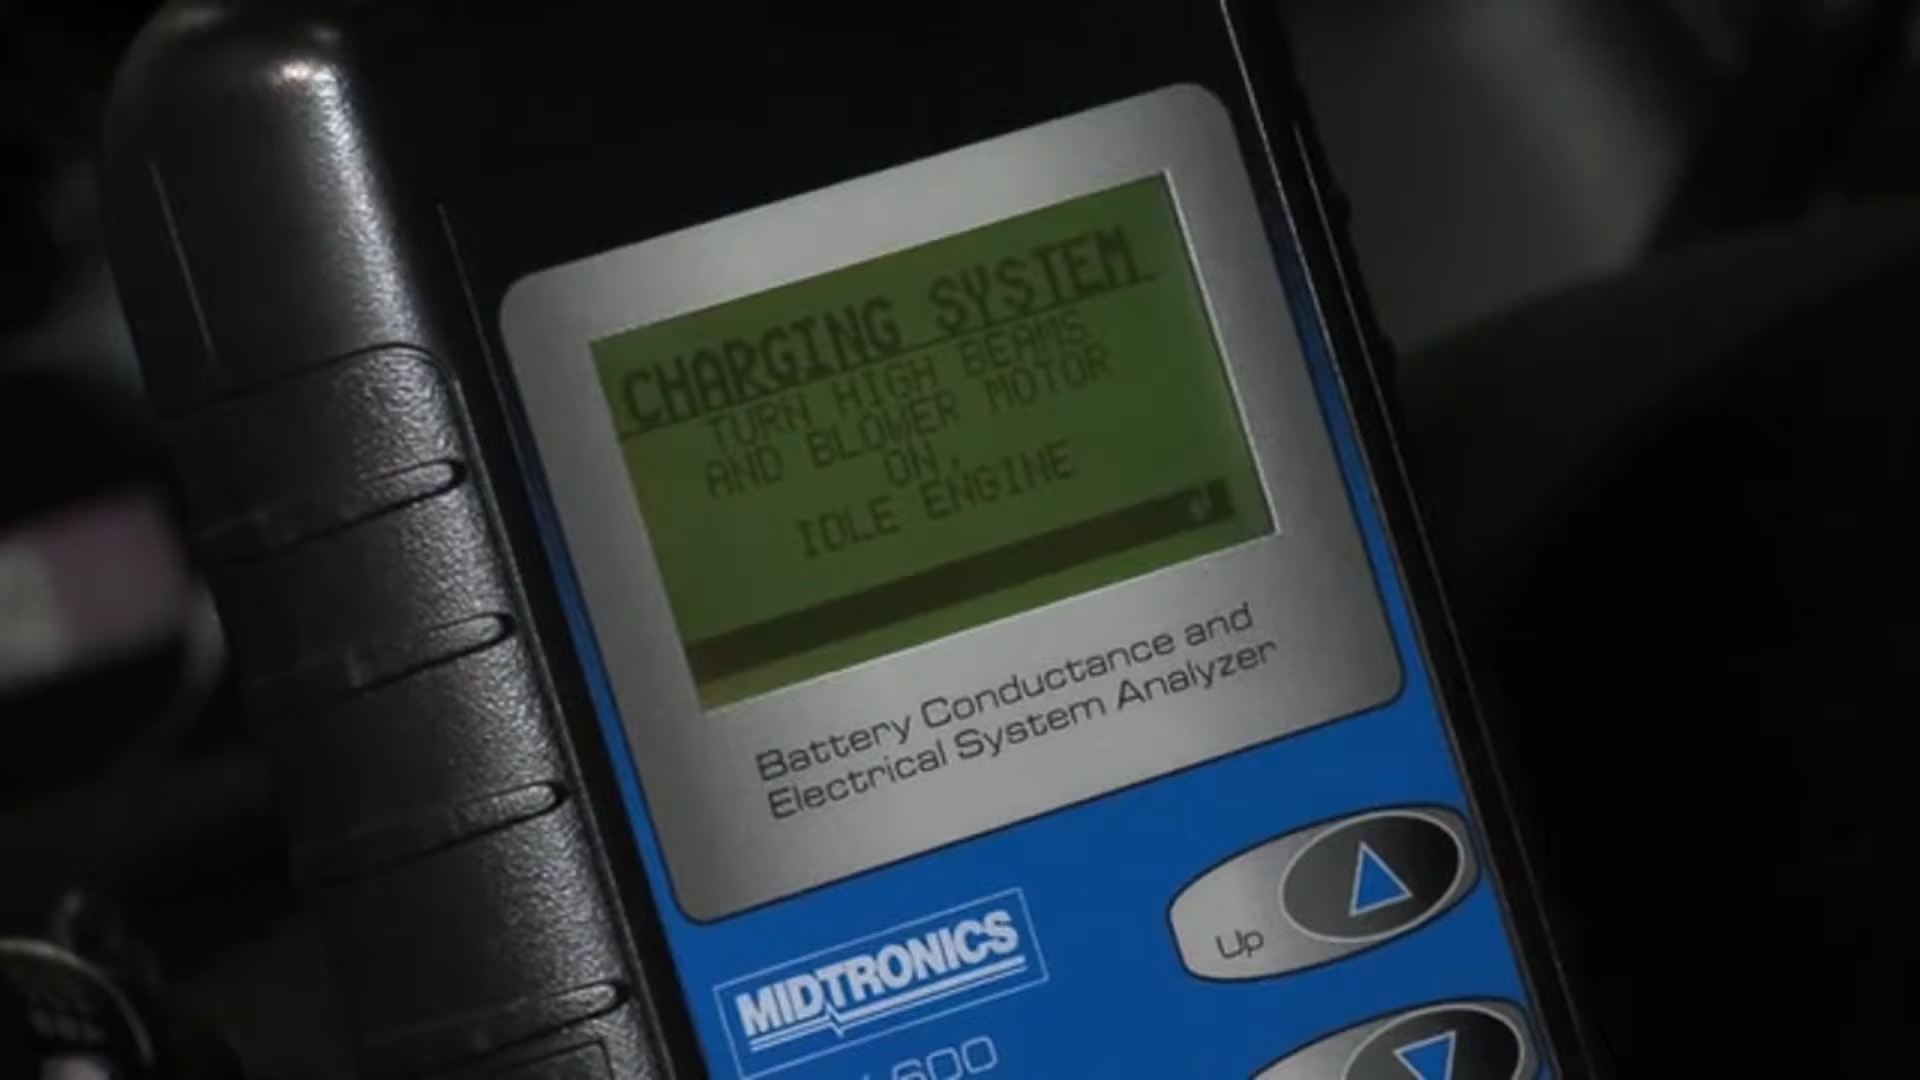 CHARGING SYSTEM
TURN HIGH BEAMS
AND BLOWER MOTOR
ON,
IDLE ENGINE
Battery Conductance and
Electrical System Analyzer
Up
MIDTRONICS
600